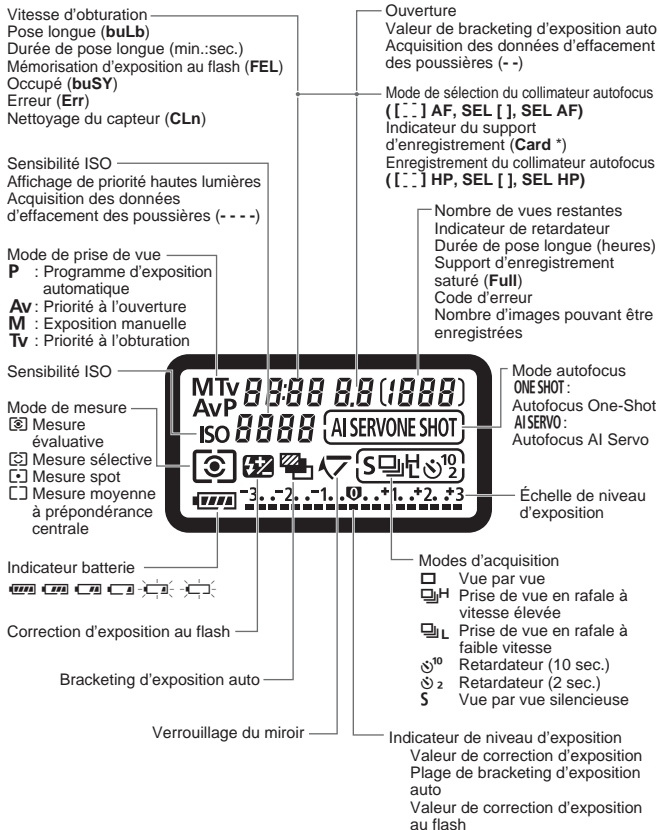 Vitesse d'obturation
Pose longue (buLb)
Durée de pose longue (min.:sec.)
Mémorisation d'exposition au flash (FEL)
Occupé (buSY)
Erreur (Err)
Nettoyage du capteur (CLn)
Ouverture
Valeur de bracketing d'exposition auto
Acquisition des données d'effacement
des poussières (- -)
Mode de sélection du collimateur autofocus
([ ] AF, SEL [ ], SEL AF)
Indicateur du support
d'enregistrement (Card *)
Enregistrement du collimateur autofocus
([ ] HP, SEL [ ], SEL HP)
Sensibilité ISO
Affichage de priorité hautes lumières
Acquisition des données
d'effacement des poussières (- - - -)
Nombre de vues restantes
Indicateur de retardateur
Durée de pose longue (heures)
Support d'enregistrement
saturé (Full)
Code d'erreur
Nombre d'images pouvant être
enregistrées
Mode de prise de vue
P : Programme d'exposition
automatique
Av : Priorité à l'ouverture
M : Exposition manuelle
Tv : Priorité à l'obturation
Sensibilité ISO
Mode de mesure
Mesure
évaluative
Mesure sélective
Mesure spot
Mesure moyenne
à prépondérance
centrale
MTv 88:88 8.8 (1888)
AvP
ISO 8888 AI SERVONE SHOT
S H L 10 2
-3..-2..-1..0..+1..+2..+3
Mode autofocus
ONE SHOT :
Autofocus One-Shot
AI SERVO :
Autofocus AI Servo
Échelle de niveau
d'exposition
Indicateur batterie
Correction d'exposition au flash
Bracketing d'exposition auto
Verrouillage du miroir
Modes d'acquisition
Vue par vue
H Prise de vue en rafale à
vitesse élevée
L Prise de vue en rafale à
faible vitesse
10 Retardateur (10 sec.)
2 Retardateur (2 sec.)
S Vue par vue silencieuse
Indicateur de niveau d'exposition
Valeur de correction d'exposition
Plage de bracketing d'exposition
auto
Valeur de correction d'exposition
au flash